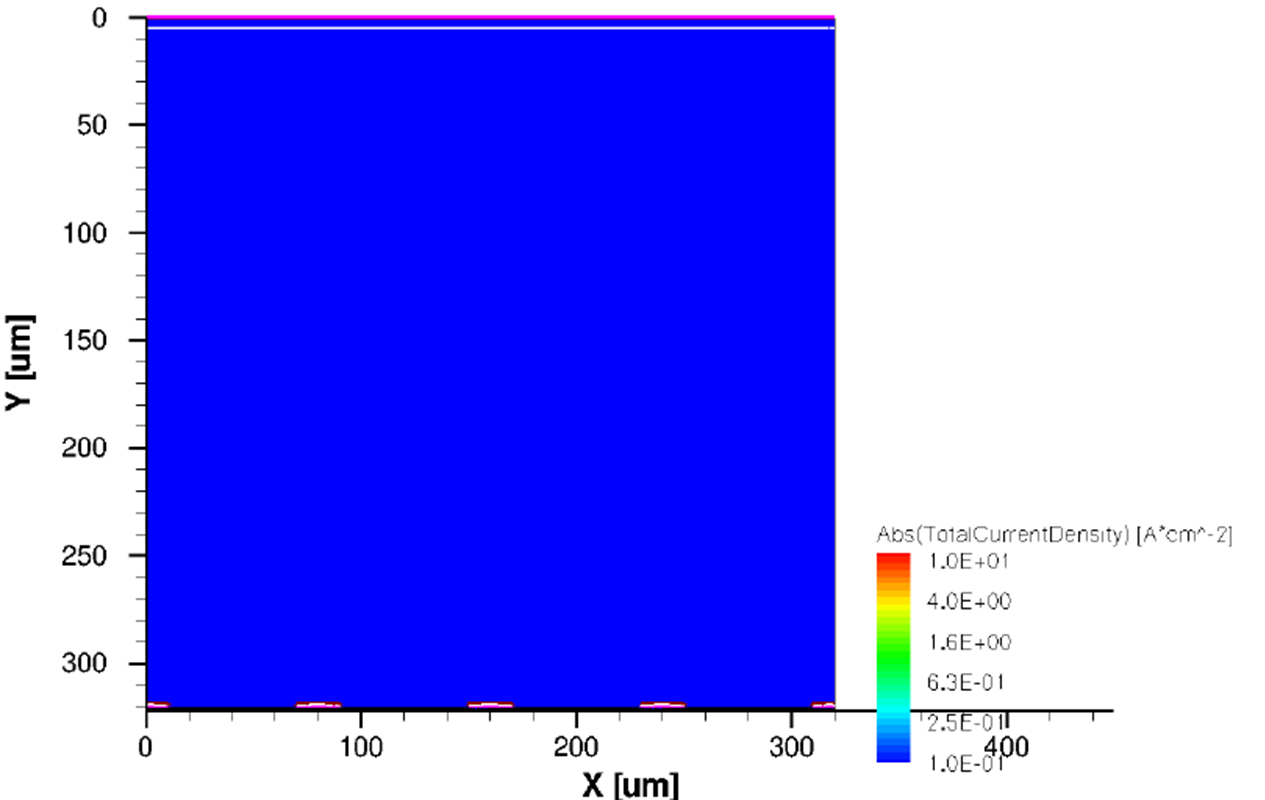 0
50
100
150
200
250
300
Y [um]
Abs(TotalCurrentDensity) [A*cm^-2]
1.0E+01
4.0E+00
1.6E+00
6.3E-01
2.5E-01
1.0E-01
0
100
200
300
400
X [um]